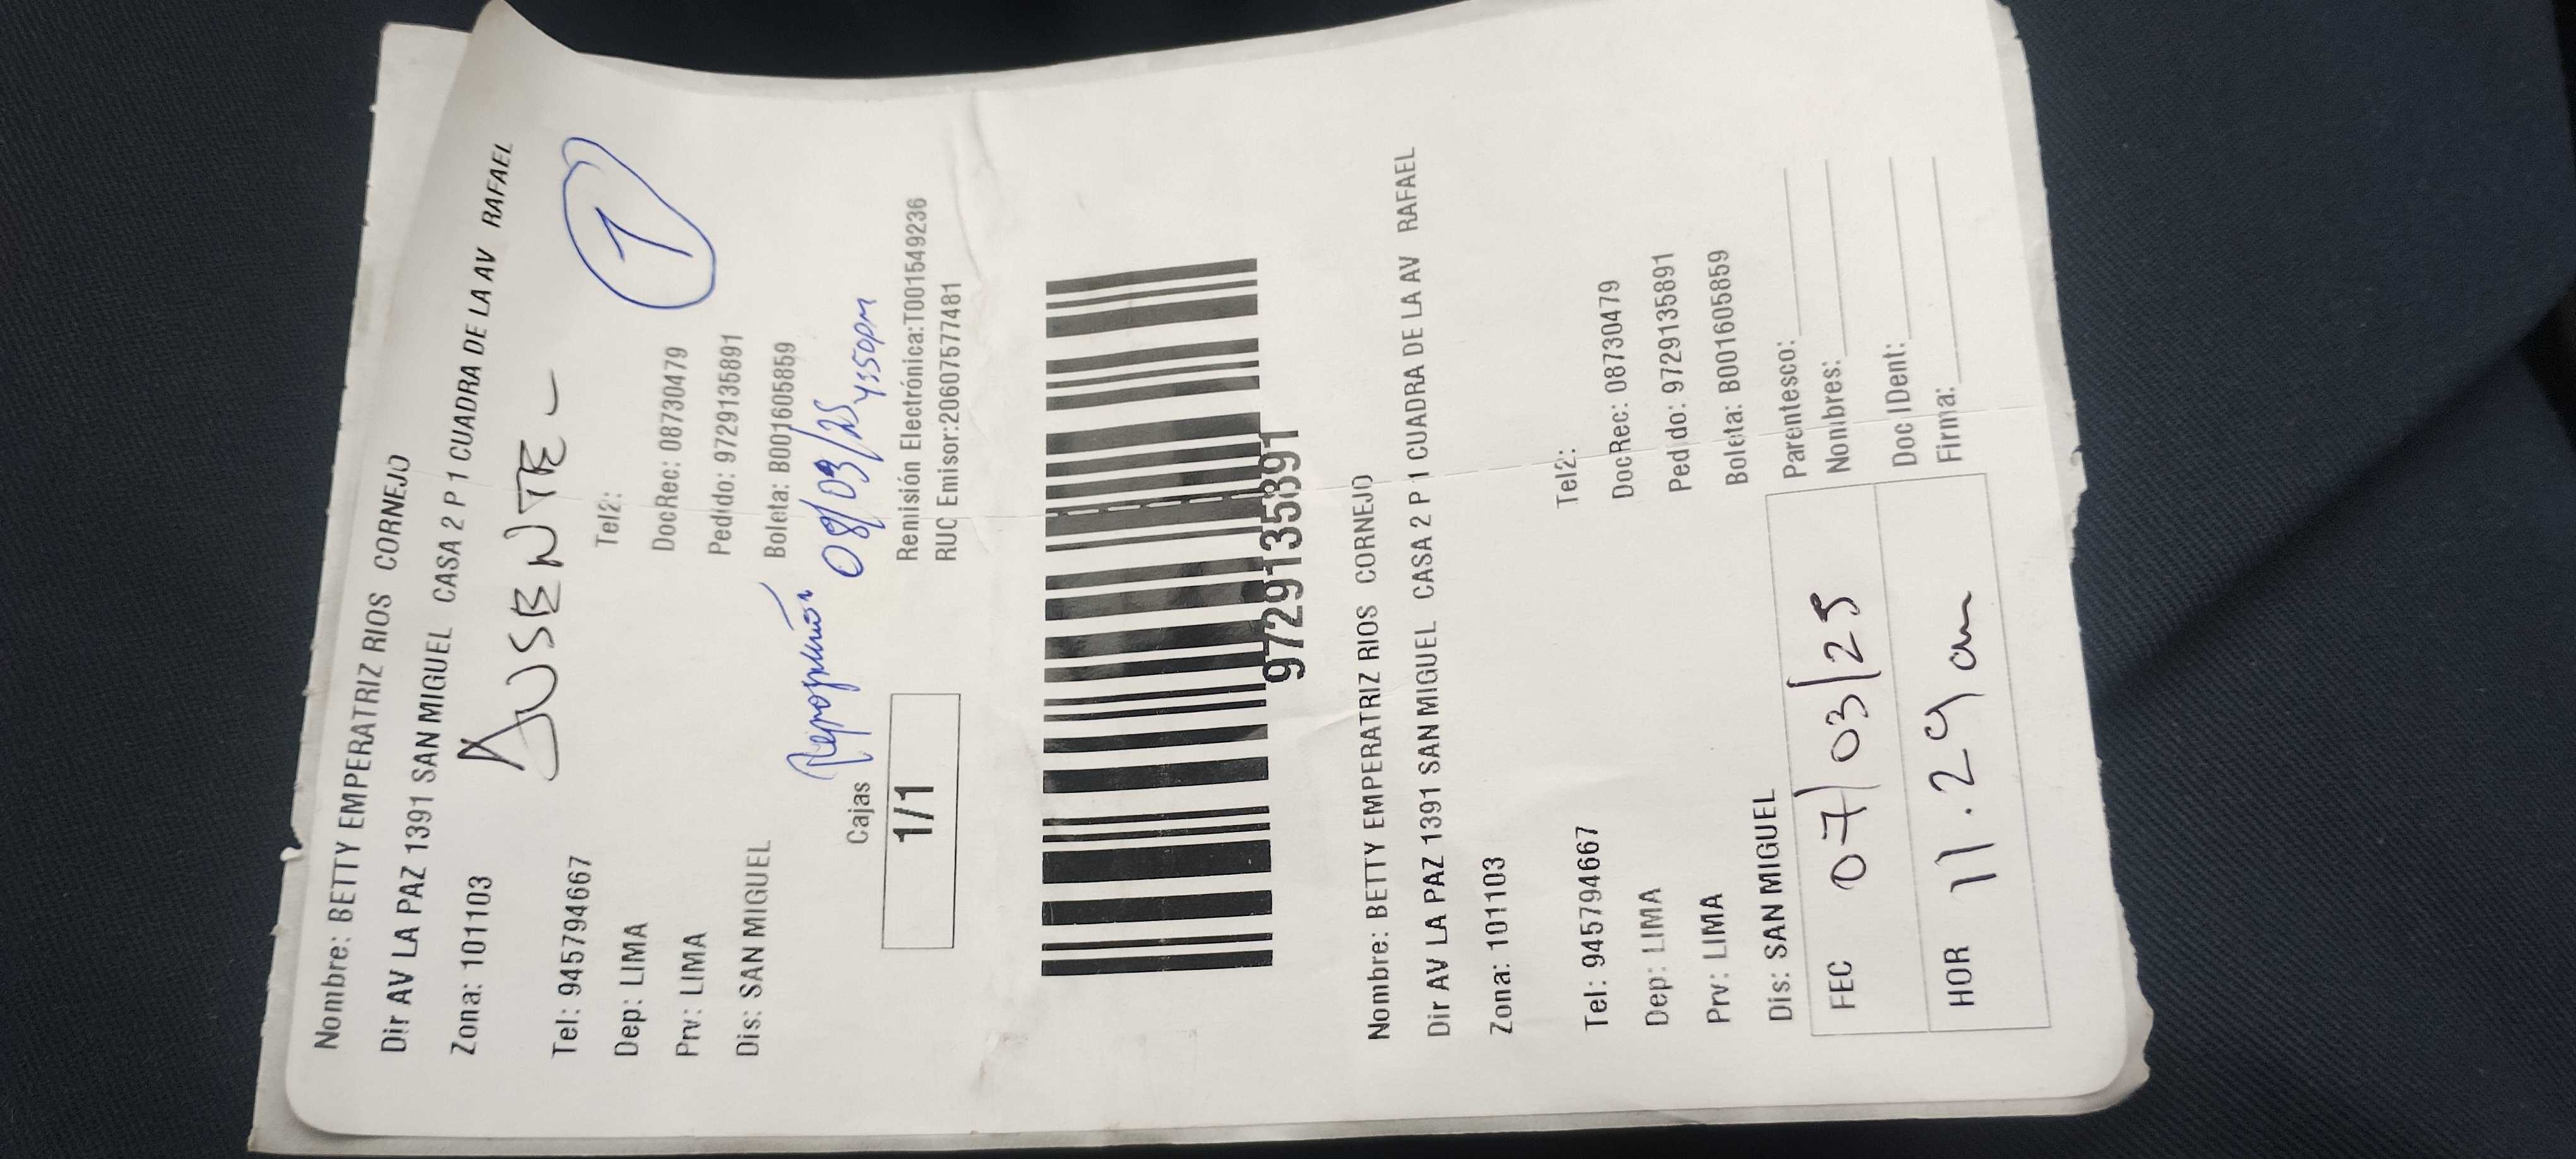 Nombre: BETTY EMPERATRIZ RIOS CORNEJO
Dir AV LA PAZ 1391 SAN MIGUEL CASA 2 P 1 CUADRA DE LA AV RAFAEL
Zona: 101103
AUSENTE -
1
Tel: 945794667 Tel2:
Dep: LIMA DocRec: 08730479
Prv: LIMA Pedido: 9729135891
Dis: SAN MIGUEL Boleta: B001605859
08/03/25 4:50pm
Cajas
1/1
Remisión Electrónica:T001549236
RUC Emisor:20607577481
9729135891
Nombre: BETTY EMPERATRIZ RIOS CORNEJO
Dir AV LA PAZ 1391 SAN MIGUEL CASA 2 P 1 CUADRA DE LA AV RAFAEL
Zona: 101103
Tel: 945794667 Tel2:
Dep: LIMA DocRec: 08730479
Prv: LIMA Pedido: 9729135891
Dis: SAN MIGUEL Boleta: B001605859
FEC 07/03/25 Parentesco:
Nombres:
HOR 11.29 am Doc IDent:
Firma: